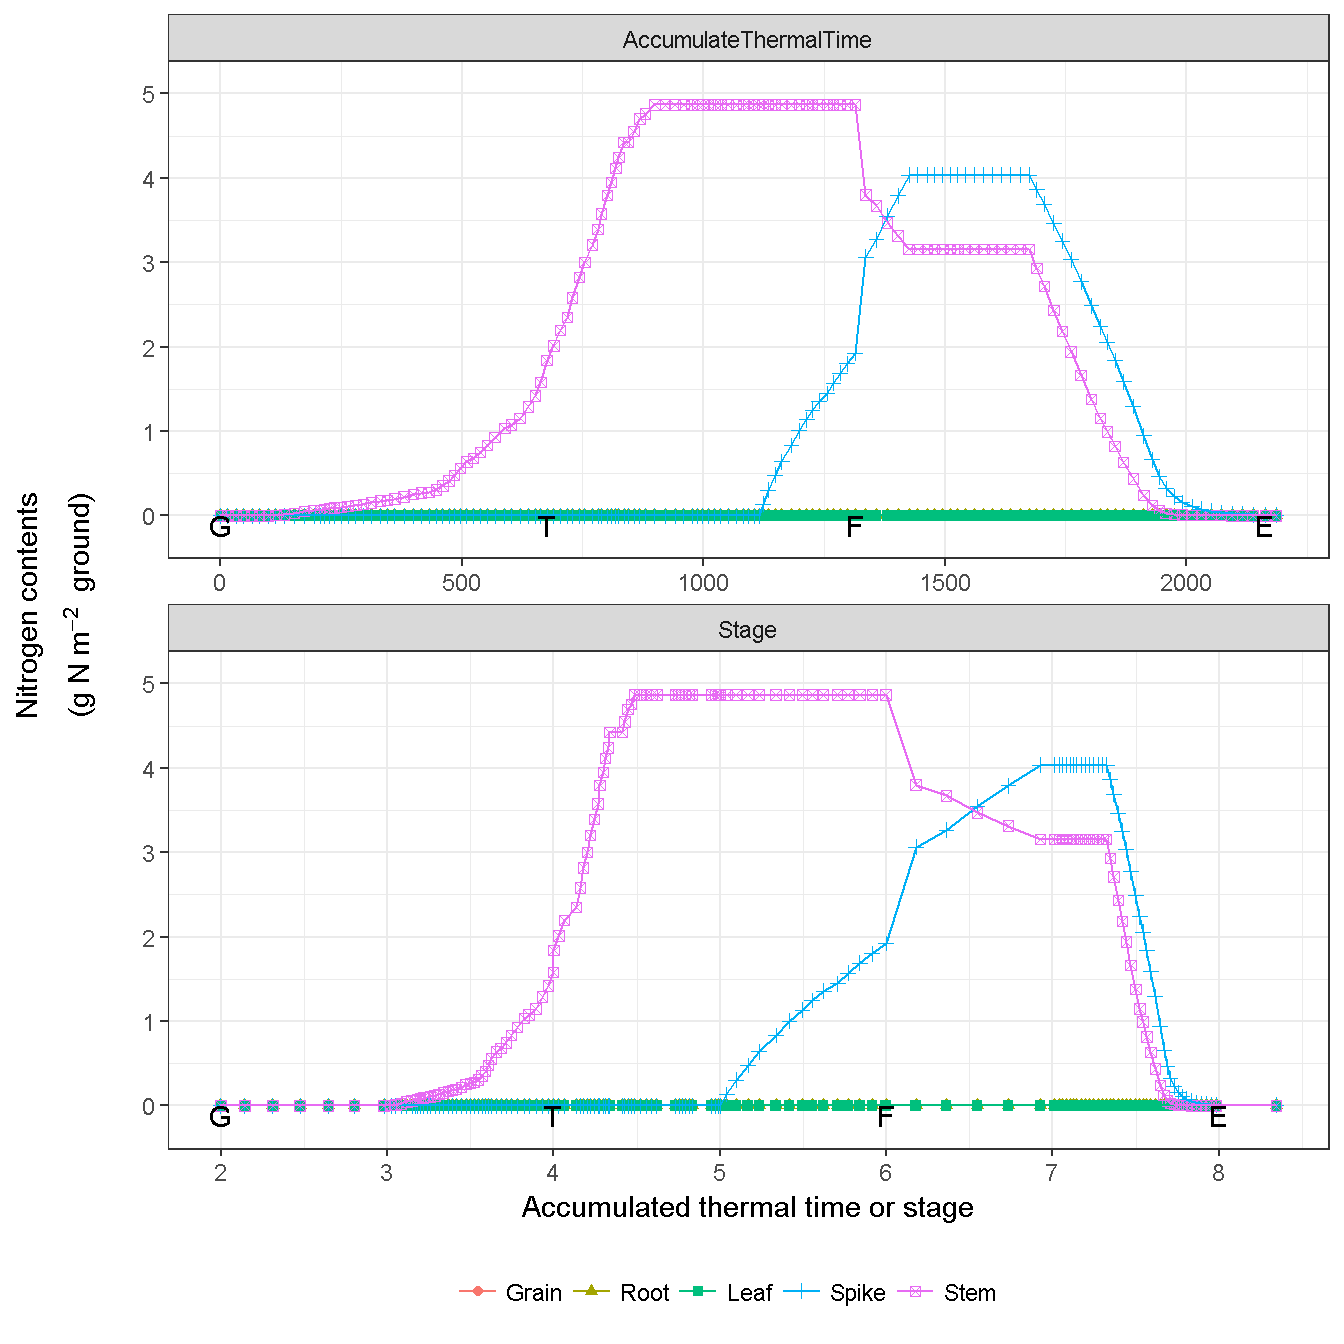 AccumulateThermalTime
5
4
3
2
1
0
G T F E
0 500 1000 1500 2000
Nitrogen contents
(g N m−2 ground)
Stage
5
4
3
2
1
0
G T F E
2 3 4 5 6 7 8
Accumulated thermal time or stage
Grain Root Leaf Spike Stem